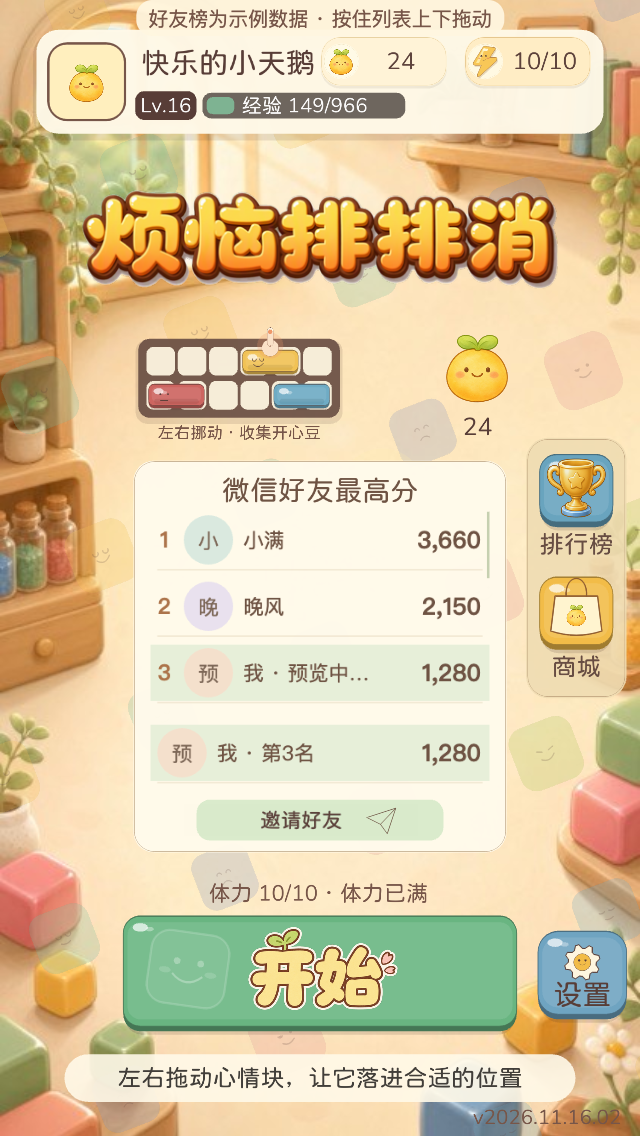 好友榜为示例数据 · 按住列表上下拖动
快乐的小天鹅
24
10/10
Lv.16
经验 149/966
烦恼排排消
左右挪动 · 收集开心豆
24
微信好友最高分
1 小 小满 3,660
2 晚 晚风 2,150
3 预 我 · 预览中... 1,280
预 我 · 第3名 1,280
邀请好友
排行榜
商城
体力 10/10 · 体力已满
开始
设置
左右拖动心情块，让它落进合适的位置
v2026.11.16.02